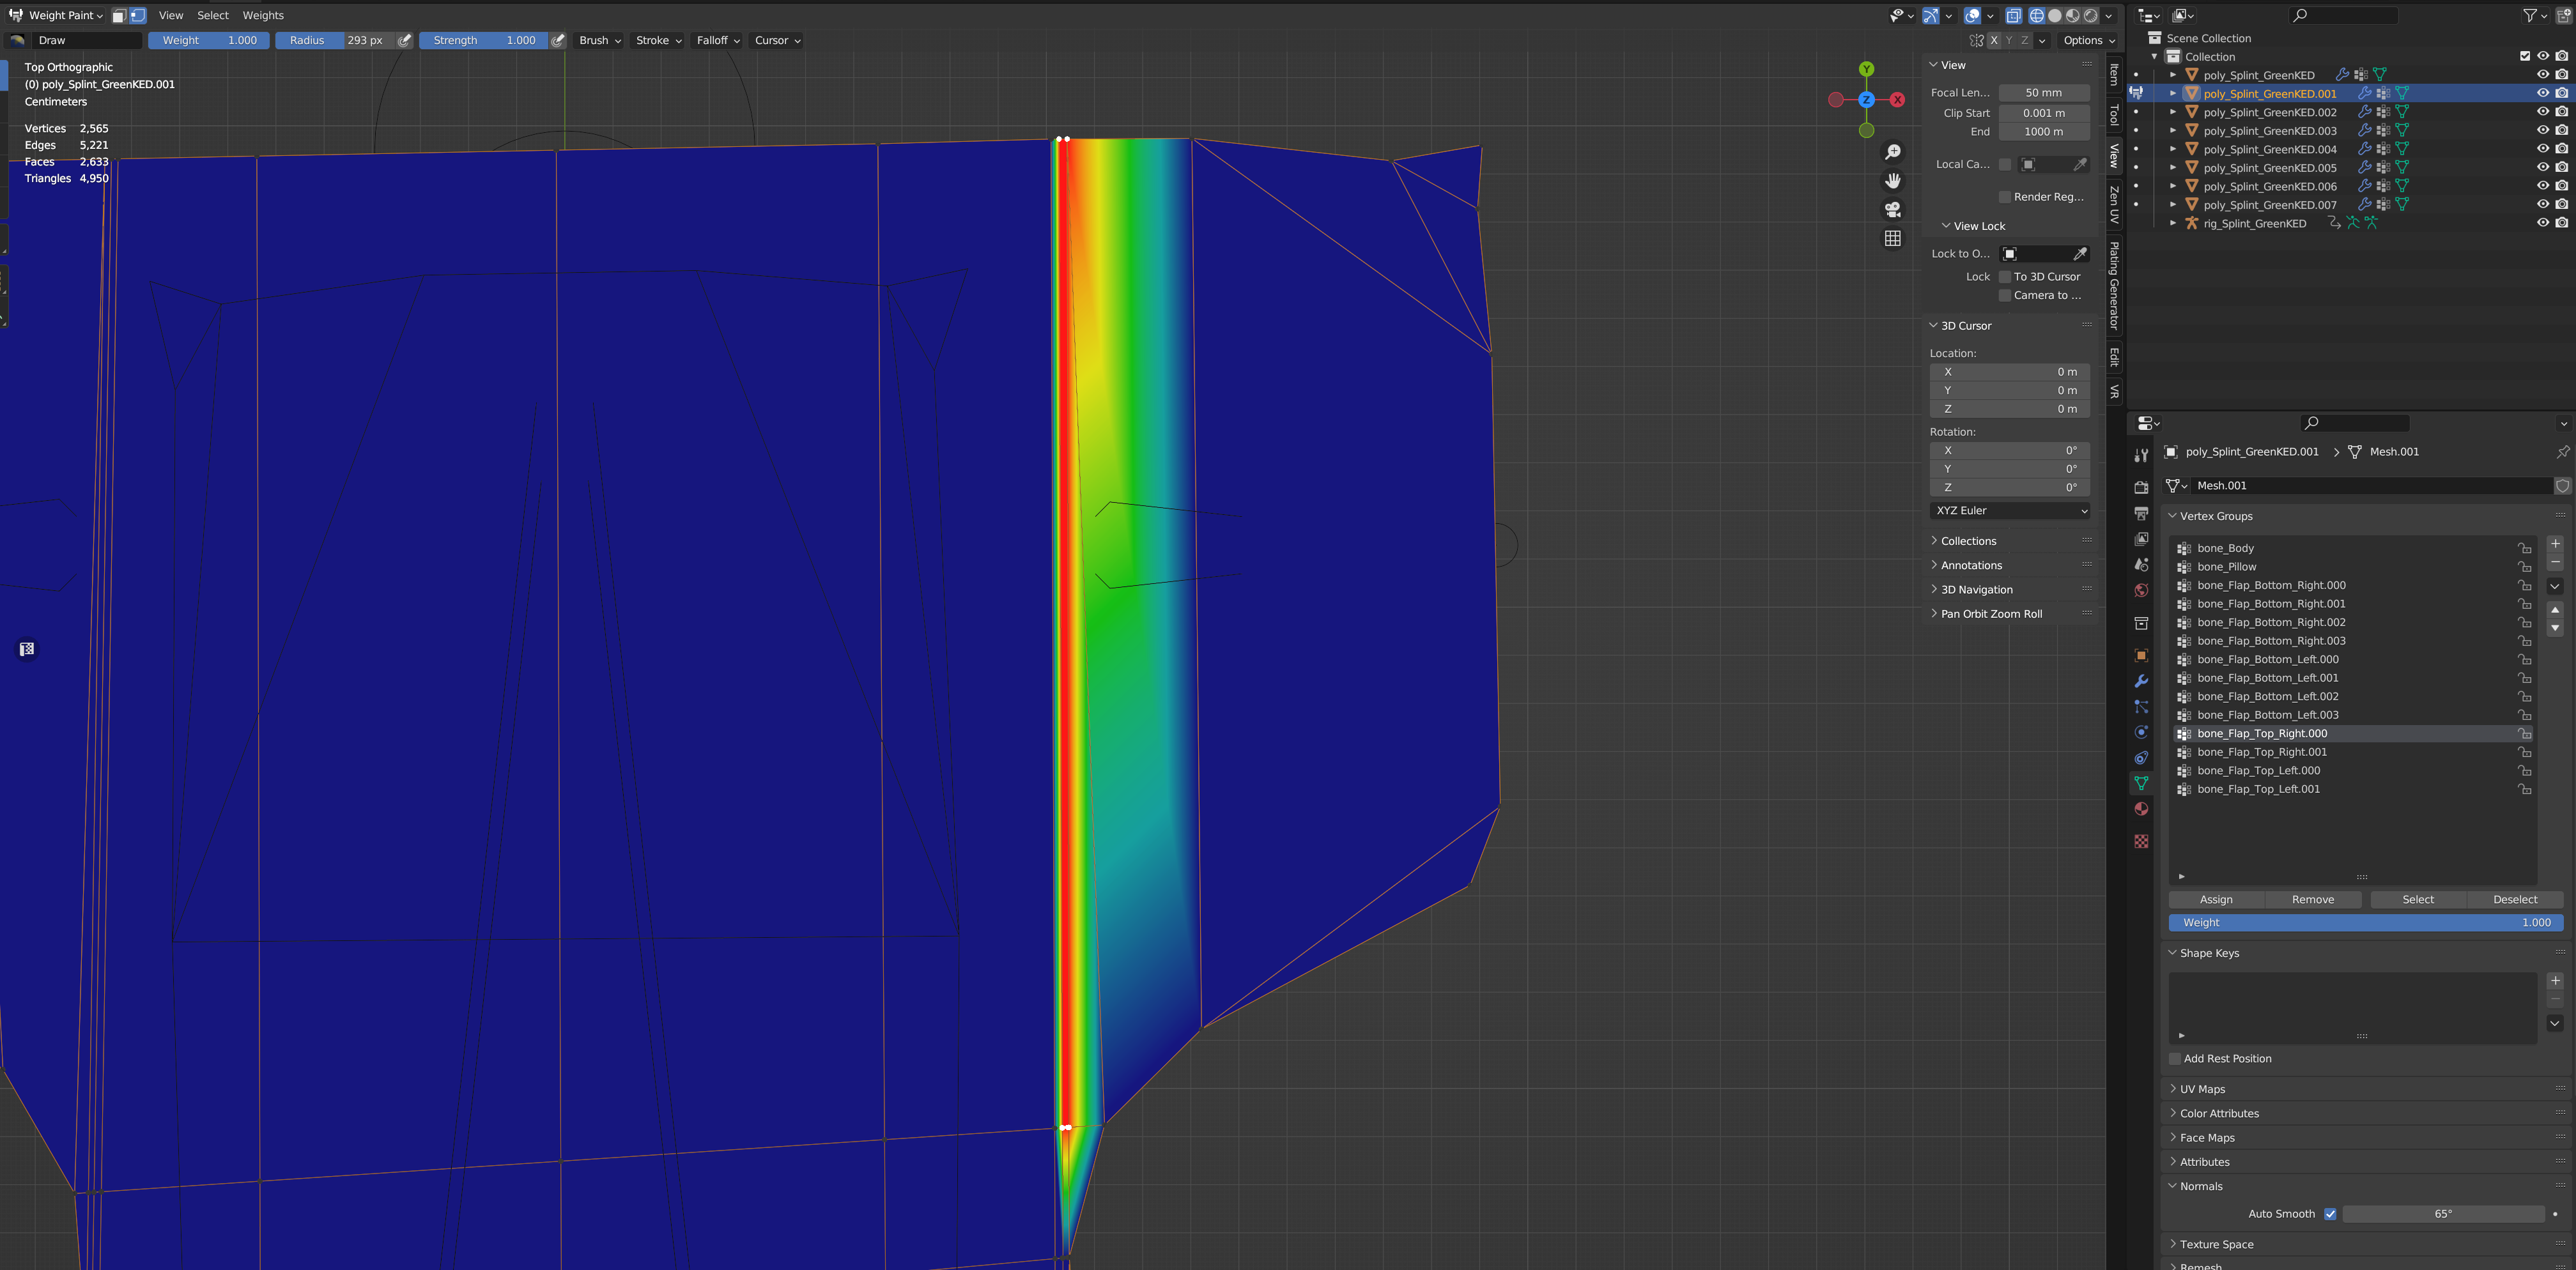 Weight Paint
View
Select
Weights
Draw
Weight 1.000
Radius 293 px
Strength 1.000
Brush
Stroke
Falloff
Cursor
X Y Z
Options
Top Orthographic
(0) poly_Splint_GreenKED.001
Centimeters
Vertices 2,565
Edges 5,221
Faces 2,633
Triangles 4,950
Y
Z
X
View
Focal Len... 50 mm
Clip Start 0.001 m
End 1000 m
Local Ca...
Render Reg...
View Lock
Lock to O...
Lock To 3D Cursor
Camera to ...
3D Cursor
Location:
X 0 m
Y 0 m
Z 0 m
Rotation:
X 0°
Y 0°
Z 0°
XYZ Euler
Collections
Annotations
3D Navigation
Pan Orbit Zoom Roll
Item
Tool
View
Zen UV
Plating Generator
Edit
VR
Scene Collection
Collection
poly_Splint_GreenKED
poly_Splint_GreenKED.001
poly_Splint_GreenKED.002
poly_Splint_GreenKED.003
poly_Splint_GreenKED.004
poly_Splint_GreenKED.005
poly_Splint_GreenKED.006
poly_Splint_GreenKED.007
rig_Splint_GreenKED
poly_Splint_GreenKED.001 > Mesh.001
Mesh.001
Vertex Groups
bone_Body
bone_Pillow
bone_Flap_Bottom_Right.000
bone_Flap_Bottom_Right.001
bone_Flap_Bottom_Right.002
bone_Flap_Bottom_Right.003
bone_Flap_Bottom_Left.000
bone_Flap_Bottom_Left.001
bone_Flap_Bottom_Left.002
bone_Flap_Bottom_Left.003
bone_Flap_Top_Right.000
bone_Flap_Top_Right.001
bone_Flap_Top_Left.000
bone_Flap_Top_Left.001
Assign
Remove
Select
Deselect
Weight 1.000
Shape Keys
Add Rest Position
UV Maps
Color Attributes
Face Maps
Attributes
Normals
Auto Smooth 65°
Texture Space
Remesh